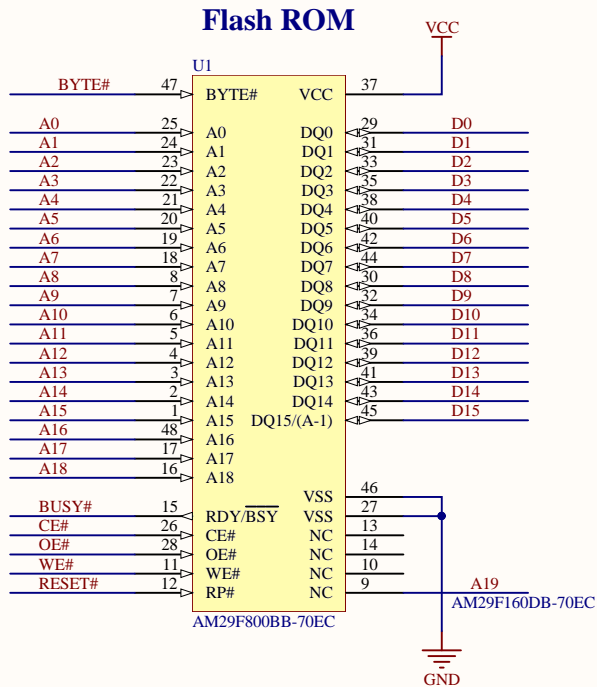 Flash ROM
VCC
U1
BYTE# 47 BYTE# VCC 37
A0 25 A0 DQ0 29 D0
A1 24 A1 DQ1 31 D1
A2 23 A2 DQ2 33 D2
A3 22 A3 DQ3 35 D3
A4 21 A4 DQ4 38 D4
A5 20 A5 DQ5 40 D5
A6 19 A6 DQ6 42 D6
A7 18 A7 DQ7 44 D7
A8 8 A8 DQ8 30 D8
A9 7 A9 DQ9 32 D9
A10 6 A10 DQ10 34 D10
A11 5 A11 DQ11 36 D11
A12 4 A12 DQ12 39 D12
A13 3 A13 DQ13 41 D13
A14 2 A14 DQ14 43 D14
A15 1 A15 DQ15/(A-1) 45 D15
A16 48 A16
A17 17 A17
A18 16 A18
VSS 46
BUSY# 15 RDY/BSY VSS 27
CE# 26 CE# NC 13
OE# 28 OE# NC 14
WE# 11 WE# NC 10
RESET# 12 RP# NC 9 A19
AM29F160DB-70EC
AM29F800BB-70EC
GND